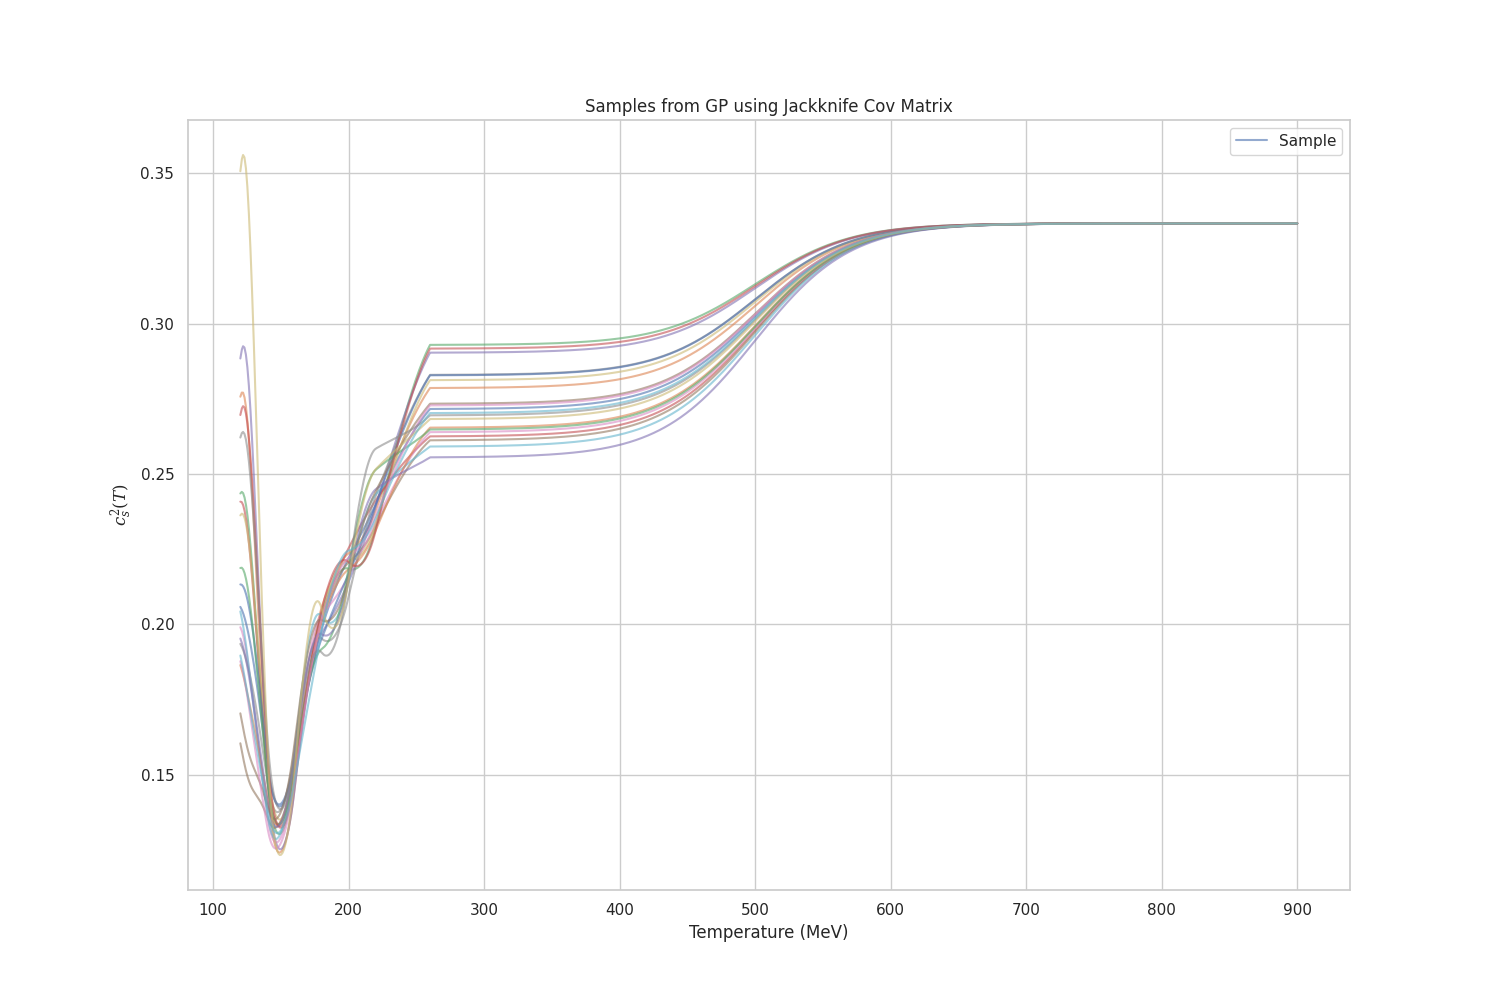 Samples from GP using Jackknife Cov Matrix
Sample
0.35
0.30
0.25
0.20
0.15
c_s^2(T)
100 200 300 400 500 600 700 800 900
Temperature (MeV)